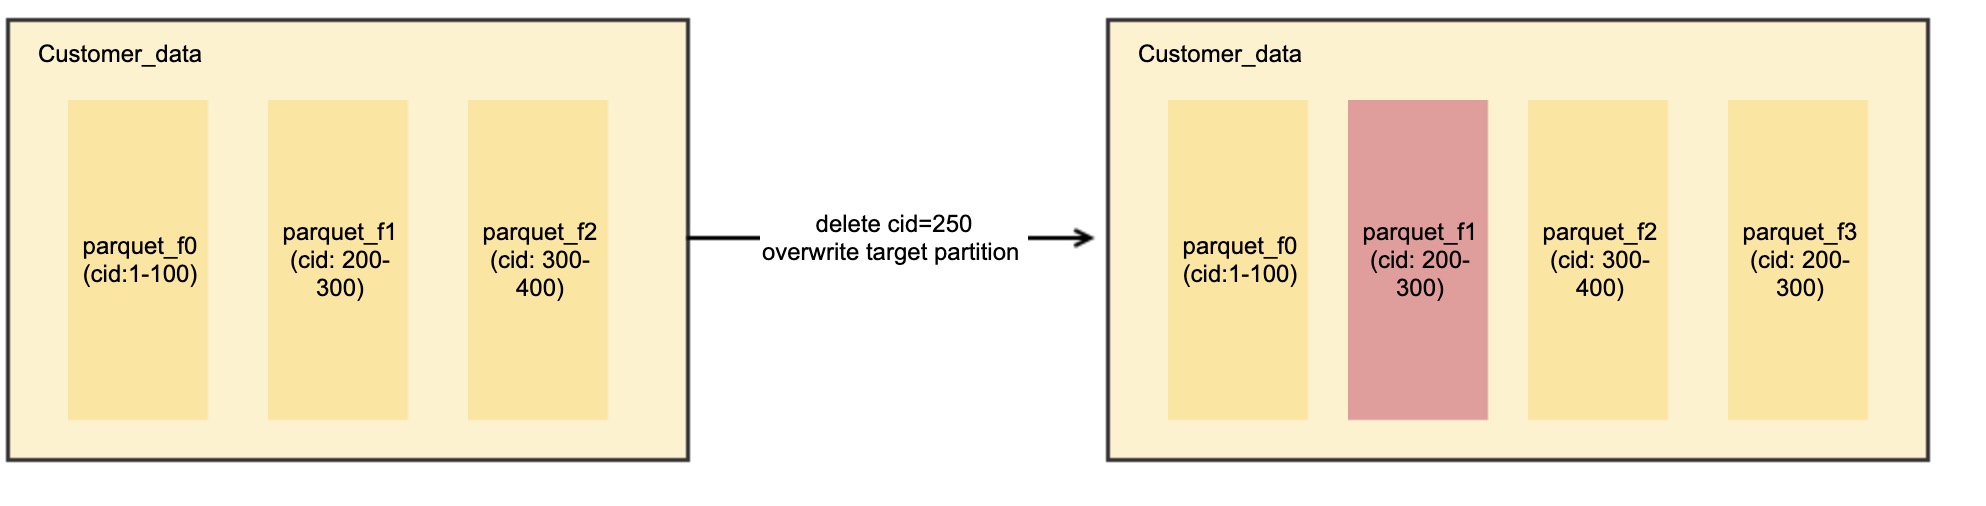 Customer_data
parquet_f0
(cid:1-100)
parquet_f1
(cid: 200-
300)
parquet_f2
(cid: 300-
400)
delete cid=250
overwrite target partition
Customer_data
parquet_f0
(cid:1-100)
parquet_f1
(cid: 200-
300)
parquet_f2
(cid: 300-
400)
parquet_f3
(cid: 200-
300)